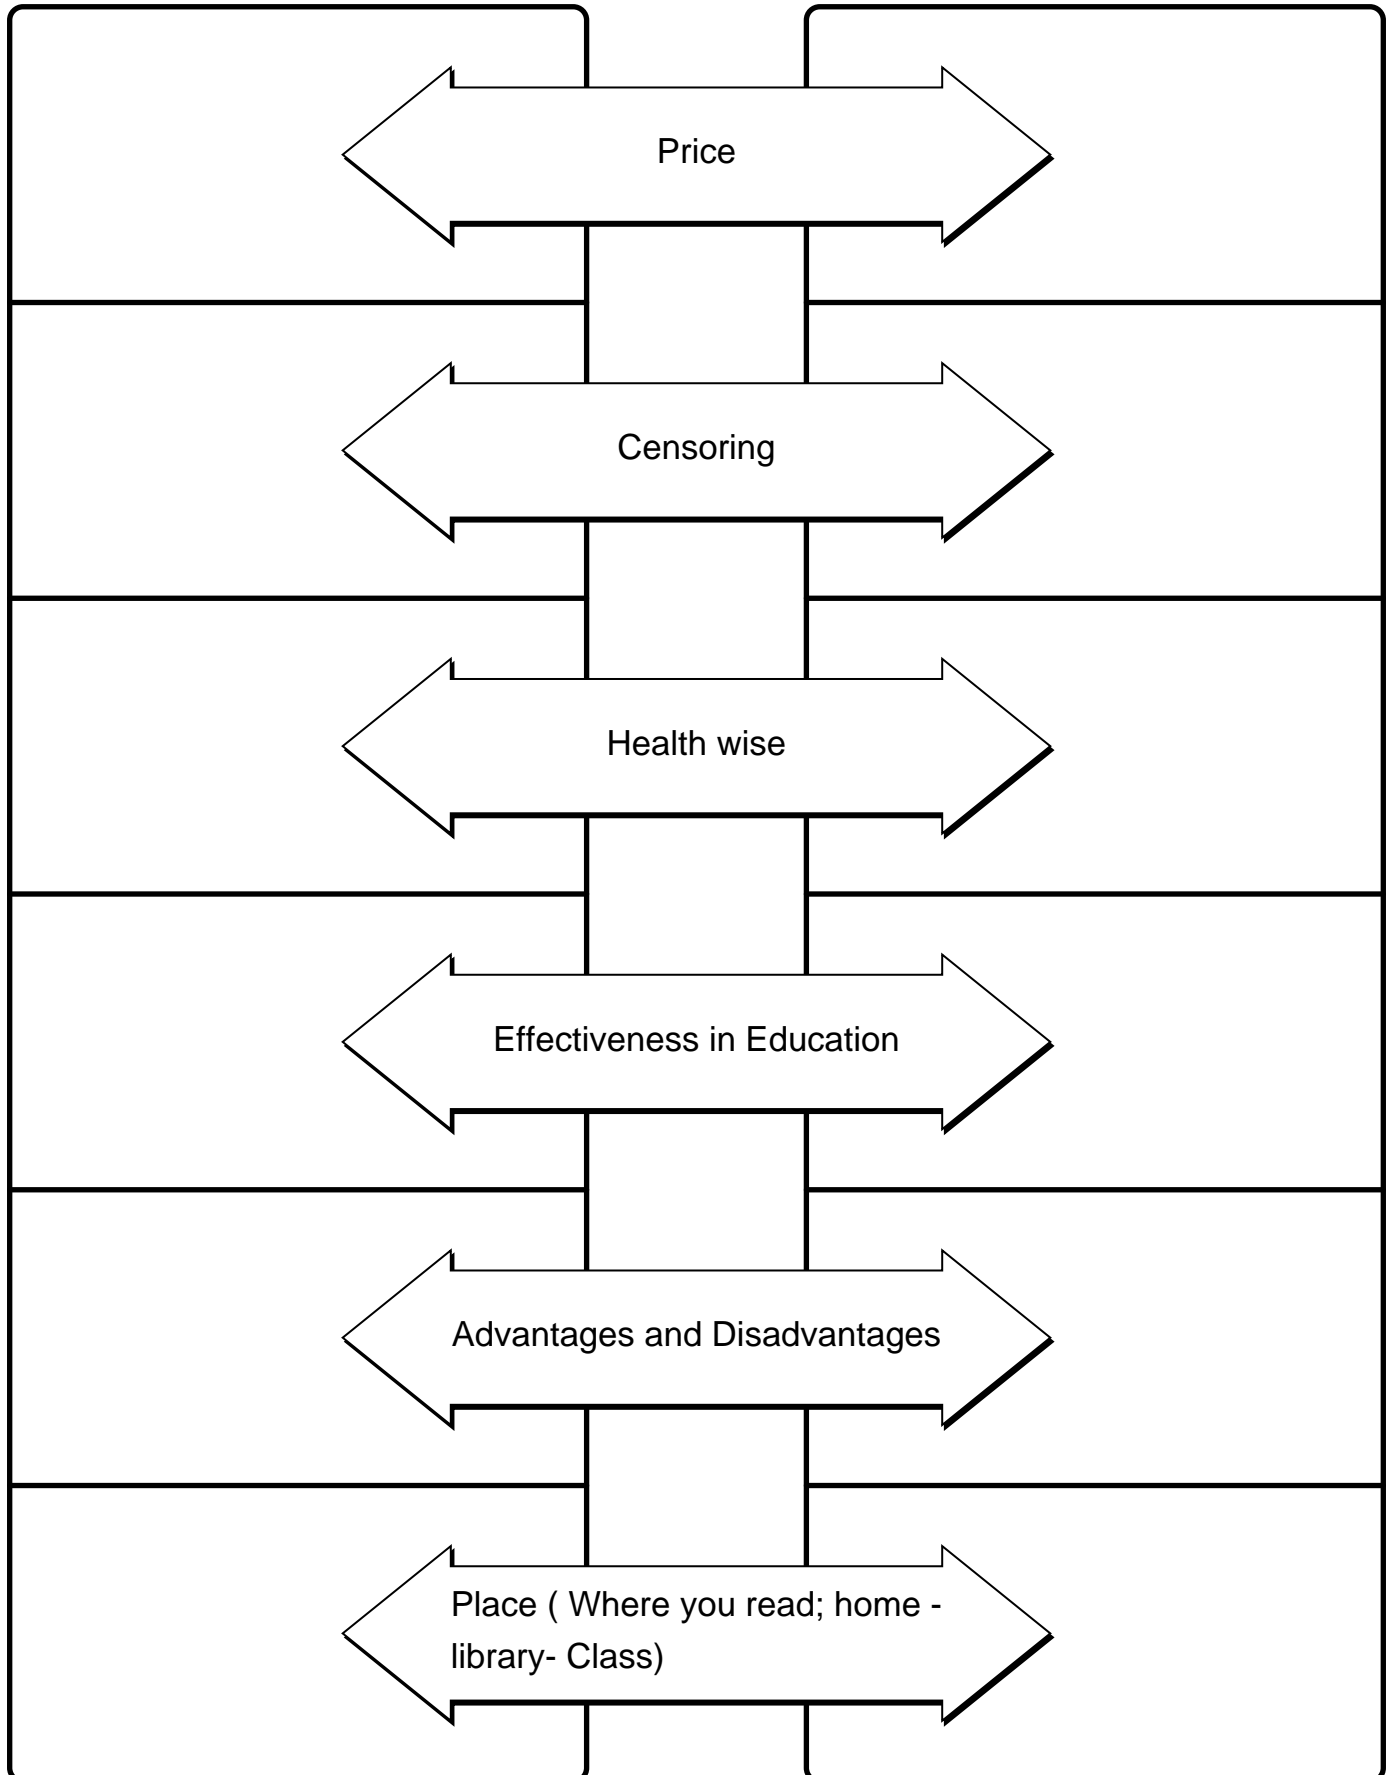 Price
Censoring
Health wise
Effectiveness in Education
Advantages and Disadvantages
Place ( Where you read; home -
library- Class)